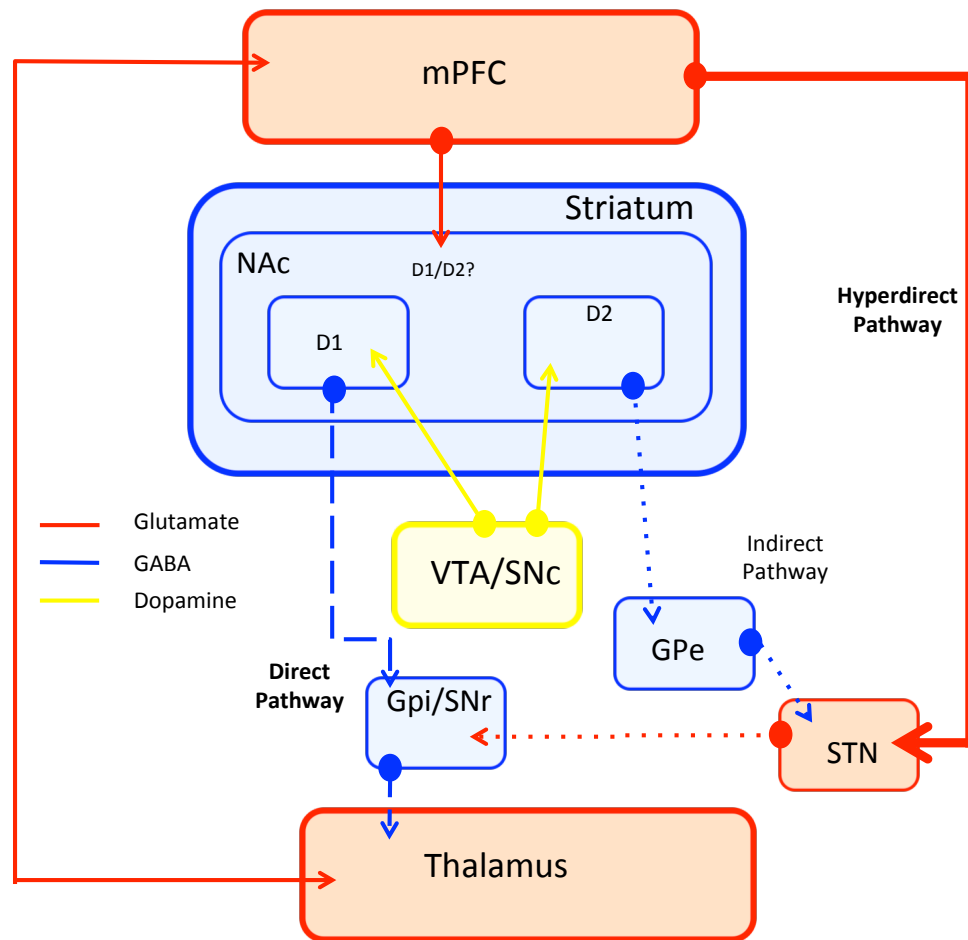 mPFC
Striatum
NAc
D1/D2?
D1
D2
Hyperdirect
Pathway
Glutamate
GABA
Dopamine
VTA/SNc
Indirect
Pathway
GPe
Direct
Pathway
Gpi/SNr
STN
Thalamus